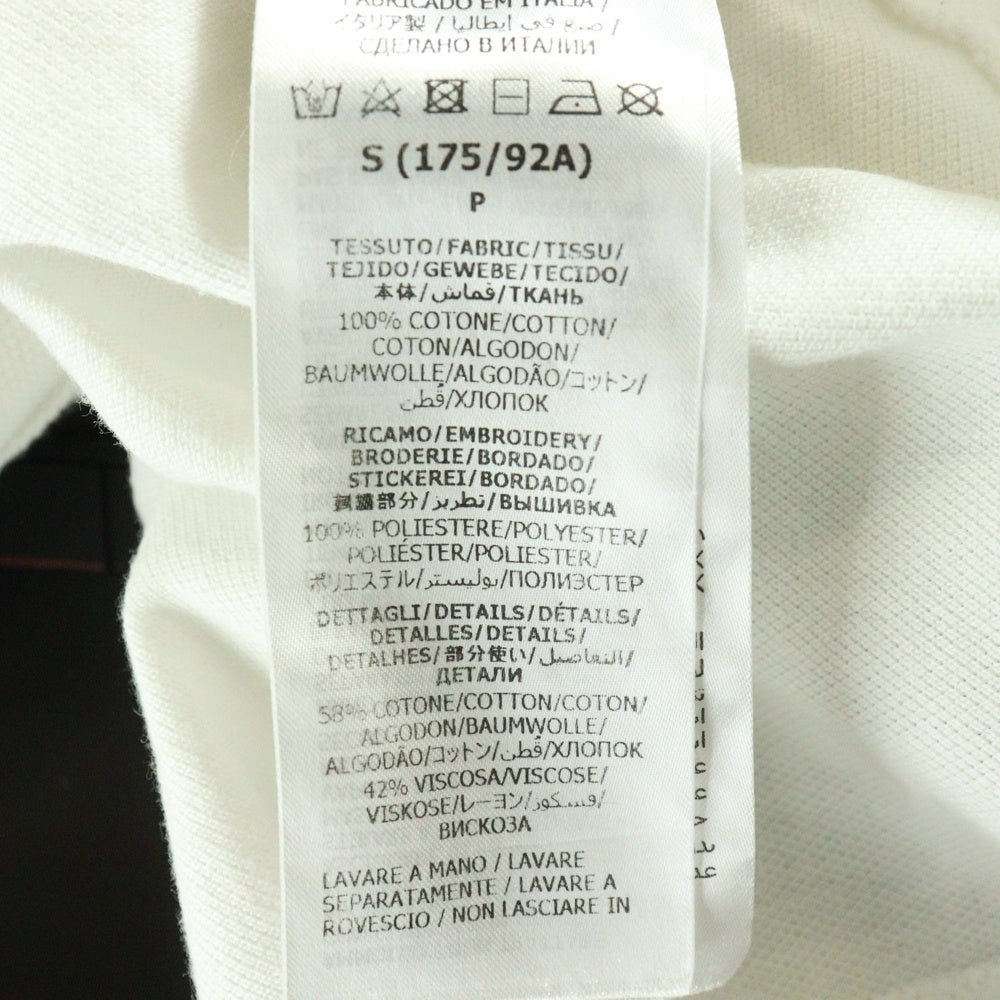 FABRICADO EM ITALIA /
イタリア製 / صنع في ايطاليا /
СДЕЛАНО В ИТАЛИИ
S (175/92A)
P
TESSUTO/FABRIC/TISSU/
TEJIDO/GEWEBE/TECIDO/
本体/قماش/ТКАНЬ
100% COTONE/COTTON/
COTON/ALGODON/
BAUMWOLLE/ALGODÃO/コットン/
قطن/ХЛОПОК
RICAMO/EMBROIDERY/
BRODERIE/BORDADO/
STICKEREI/BORDADO/
刺繍部分/تطريز/ВЫШИВКА
100% POLIESTERE/POLYESTER/
POLIÉSTER/POLIESTER/
ポリエステル/بوليستر/ПОЛИЭСТЕР
DETTAGLI/DETAILS/DÉTAILS/
DETALLES/DETAILS/
DETALHES/部分使い/التفاصيل/
ДЕТАЛИ
58% COTONE/COTTON/COTON/
ALGODON/BAUMWOLLE/
ALGODÃO/コットン/قطن/ХЛОПОК
42% VISCOSA/VISCOSE/
VISKOSE/レーヨン/فسكوز/
ВИСКОЗА
LAVARE A MANO / LAVARE
SEPARATAMENTE / LAVARE A
ROVESCIO / NON LASCIARE IN